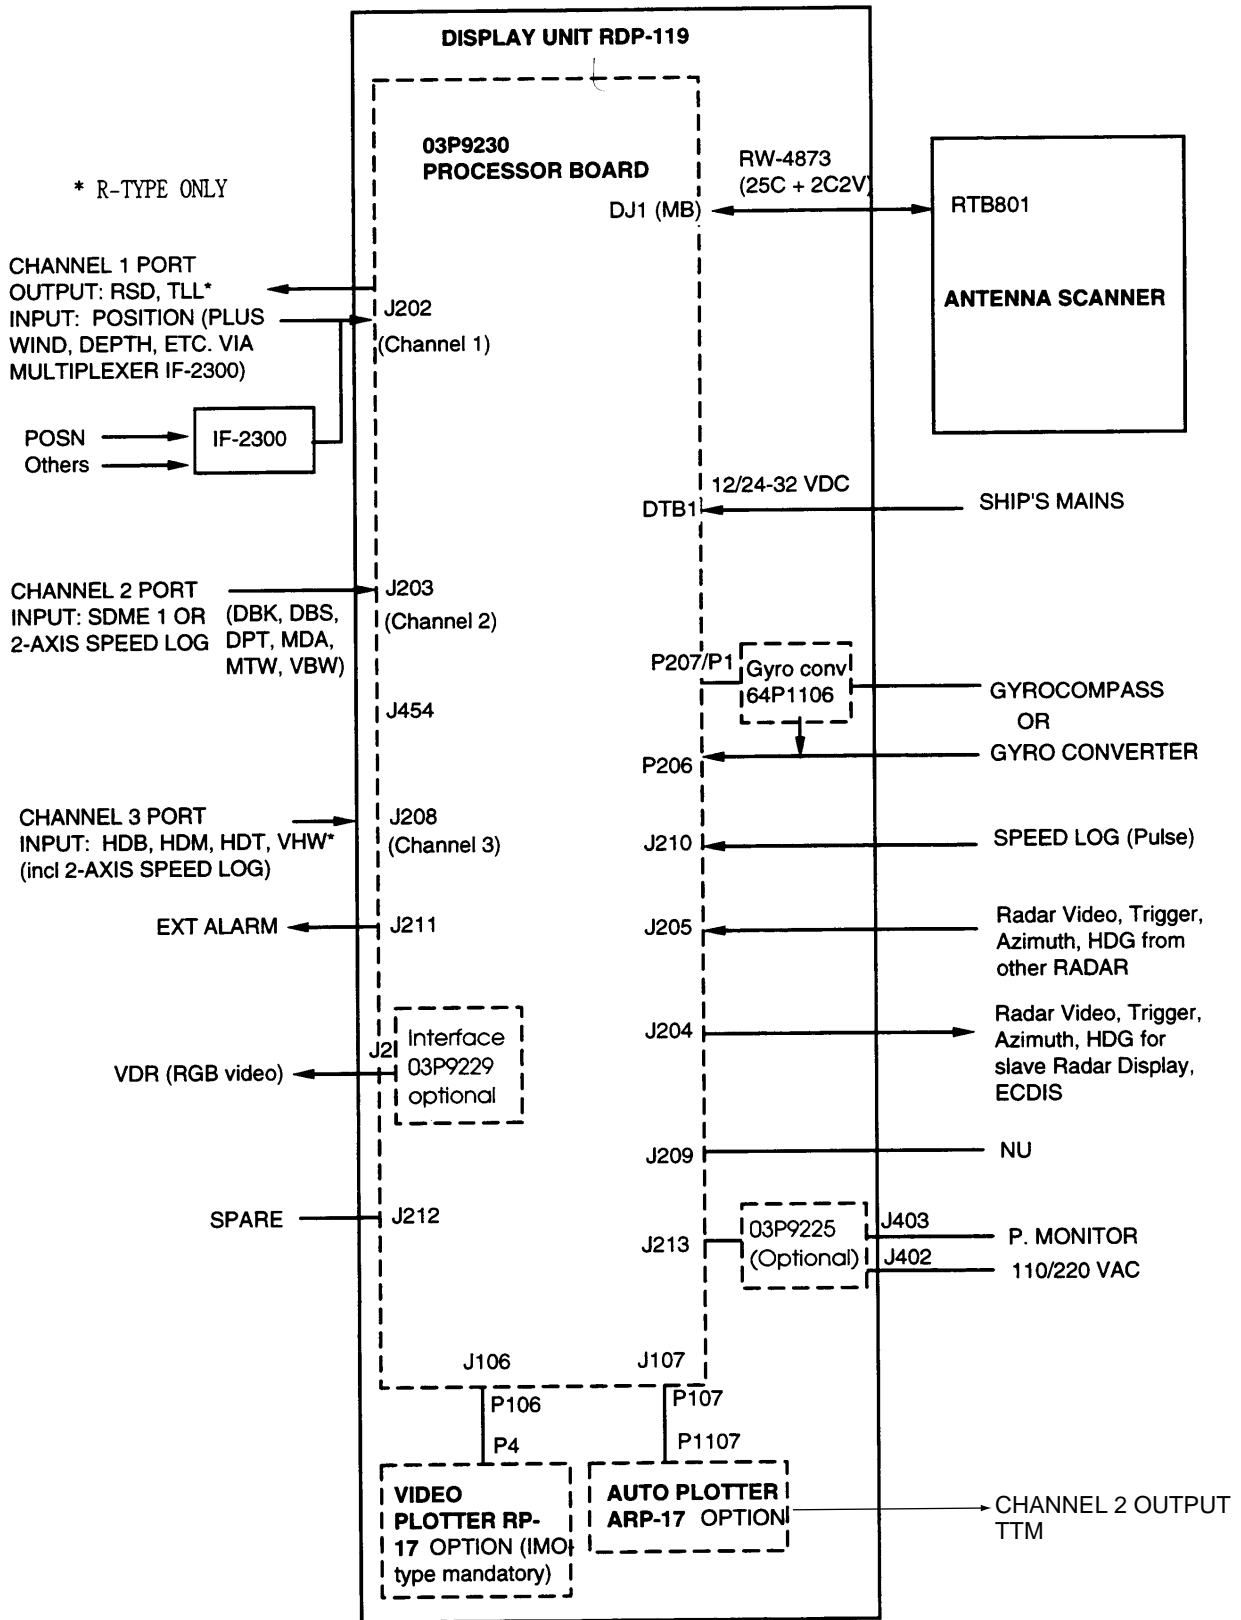 DISPLAY UNIT RDP-119
03P9230
PROCESSOR BOARD
* R-TYPE ONLY
RW-4873
(25C + 2C2V)
DJ1 (MB)
RTB801
ANTENNA SCANNER
CHANNEL 1 PORT
OUTPUT: RSD, TLL*
INPUT: POSITION (PLUS
WIND, DEPTH, ETC. VIA
MULTIPLEXER IF-2300)
J202
(Channel 1)
POSN
Others
IF-2300
12/24-32 VDC
DTB1
SHIP'S MAINS
CHANNEL 2 PORT
INPUT: SDME 1 OR
2-AXIS SPEED LOG
(DBK, DBS,
DPT, MDA,
MTW, VBW)
J203
(Channel 2)
P207/P1
Gyro conv
64P1106
GYROCOMPASS
OR
GYRO CONVERTER
J454
P206
CHANNEL 3 PORT
INPUT: HDB, HDM, HDT, VHW*
(incl 2-AXIS SPEED LOG)
J208
(Channel 3)
J210
SPEED LOG (Pulse)
EXT ALARM
J211
J205
Radar Video, Trigger,
Azimuth, HDG from
other RADAR
J2
Interface
03P9229
optional
VDR (RGB video)
J204
Radar Video, Trigger,
Azimuth, HDG for
slave Radar Display,
ECDIS
J209
NU
SPARE
J212
J213
03P9225
(Optional)
J403
P. MONITOR
J402
110/220 VAC
J106
J107
P106
P107
P4
P1107
VIDEO
PLOTTER RP-
17 OPTION (IMO-
type mandatory)
AUTO PLOTTER
ARP-17 OPTION
CHANNEL 2 OUTPUT
TTM